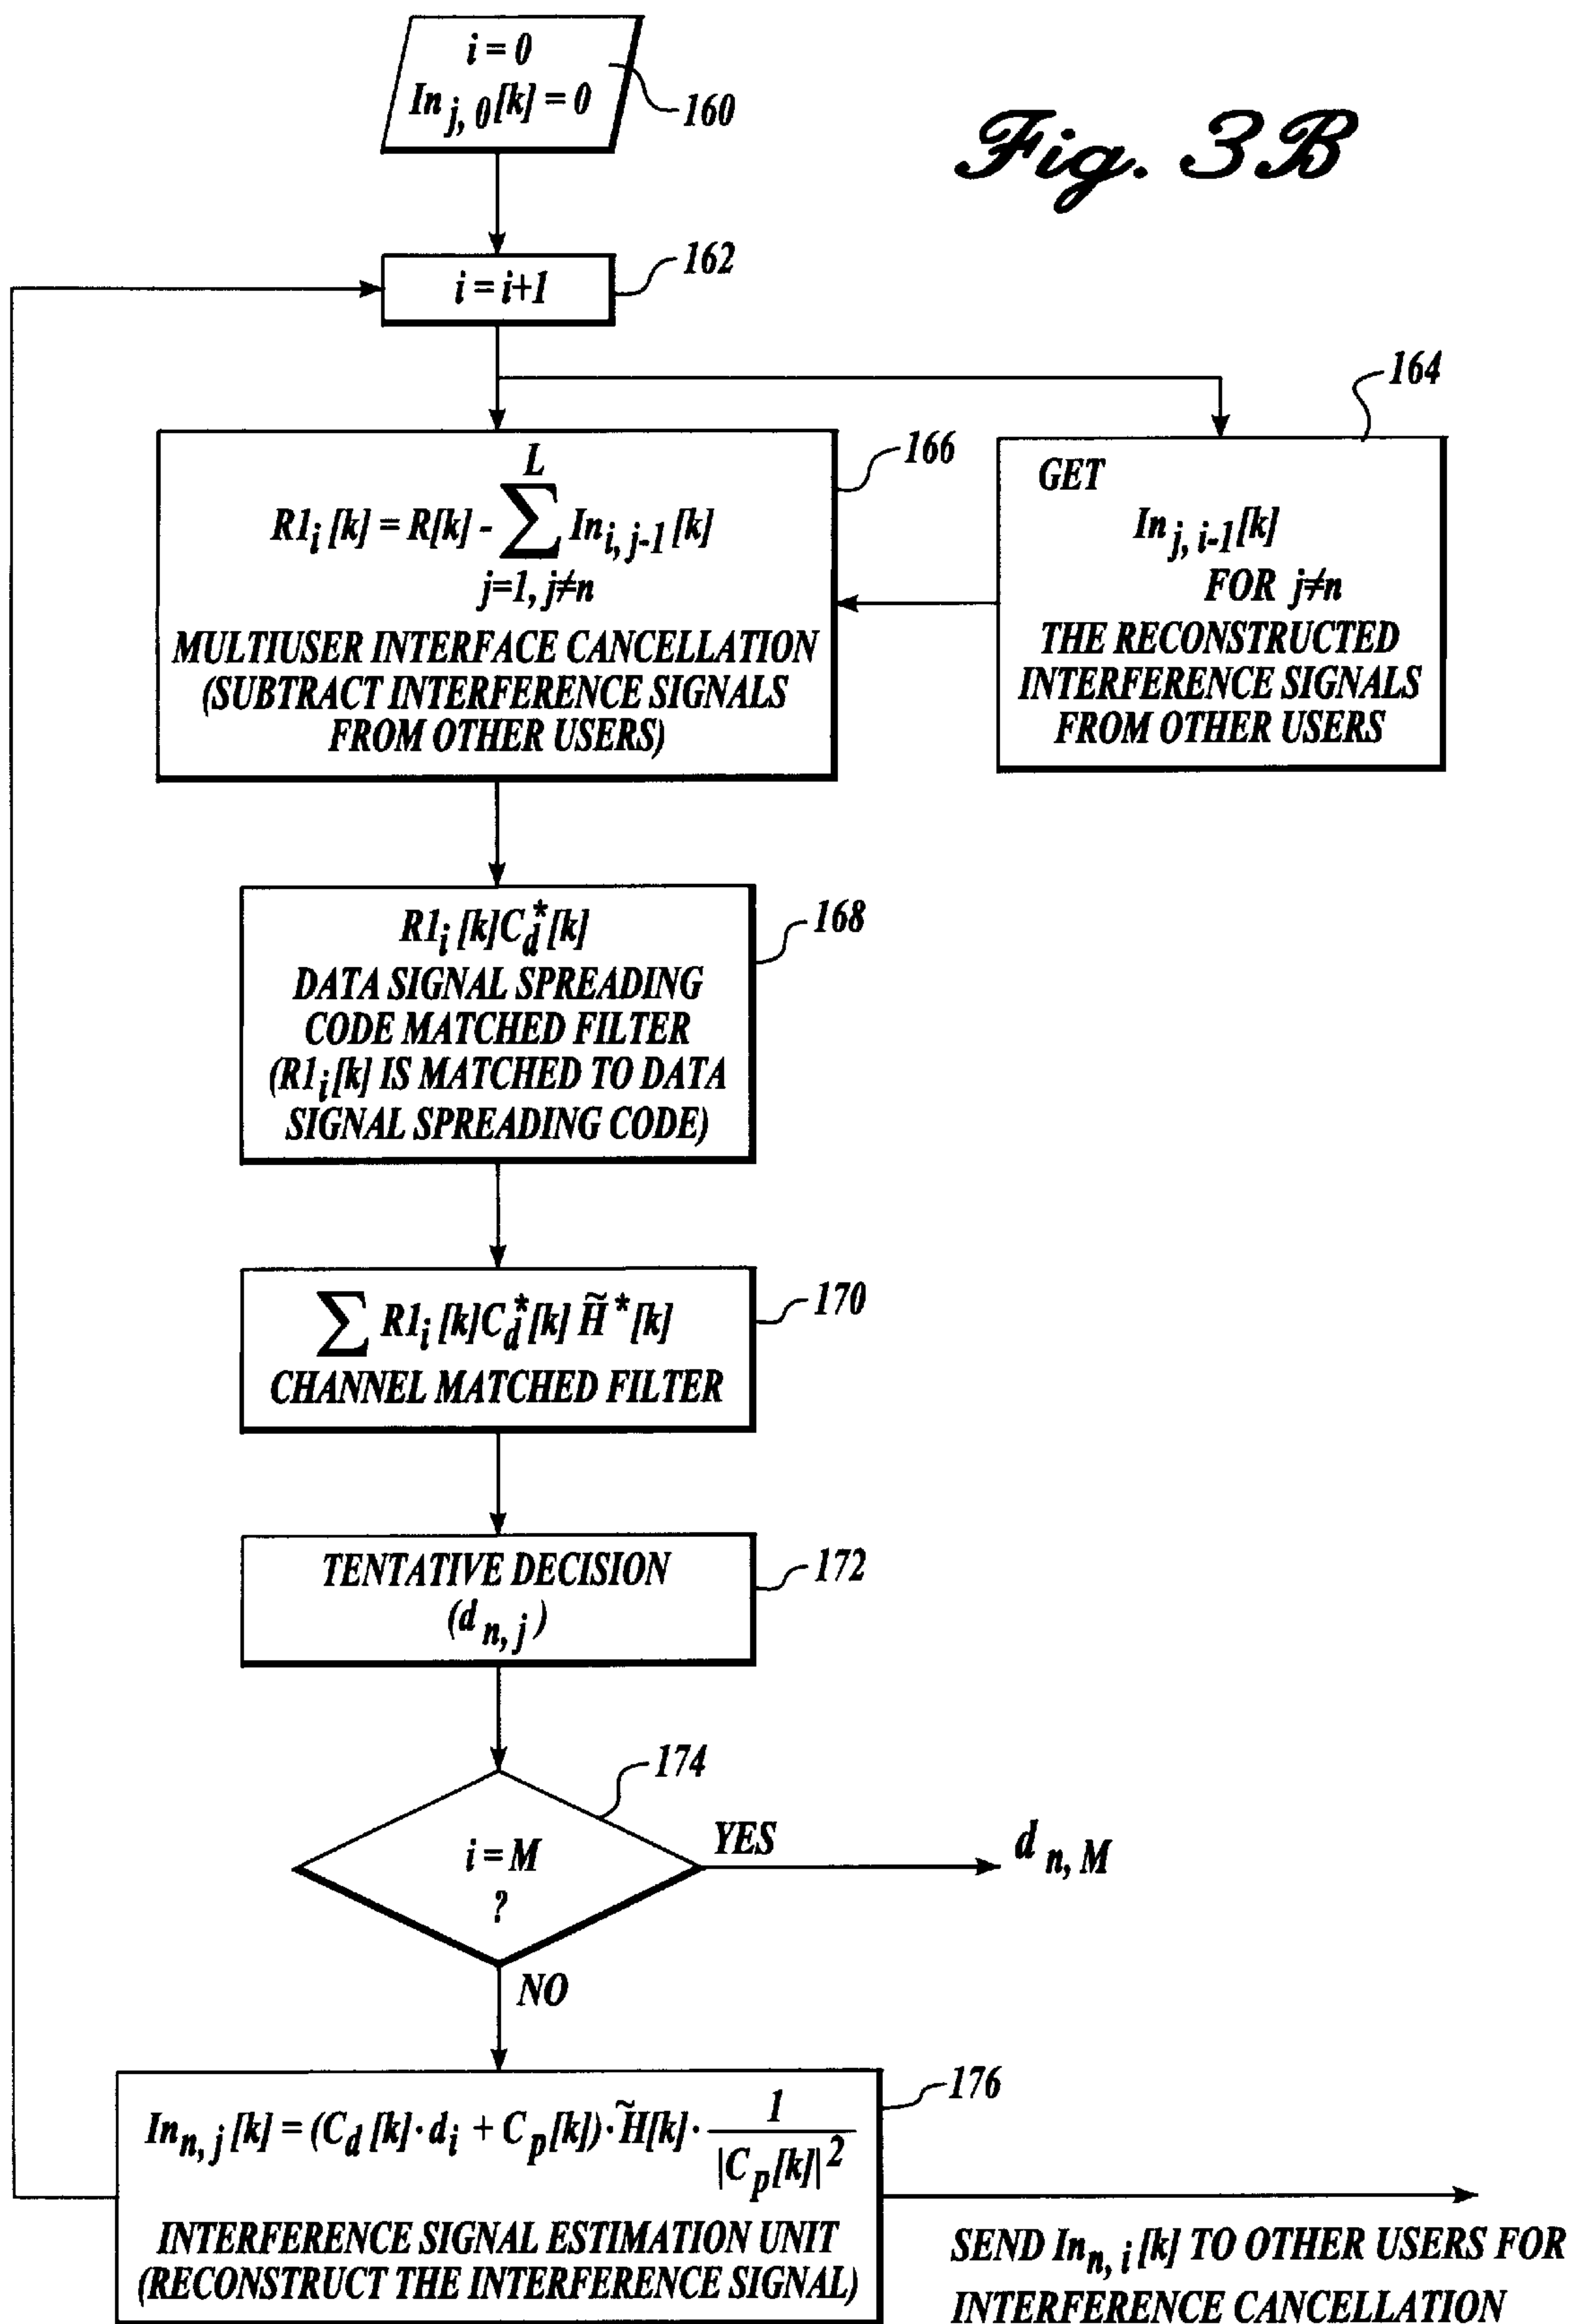 i = 0
In j, 0 [k] = 0
160
Fig. 3B
162
i = i+1
164
166
L
R1i [k] = R[k] - ∑ In i, j-1 [k]
j=1, j≠n
MULTIUSER INTERFACE CANCELLATION
(SUBTRACT INTERFERENCE SIGNALS
FROM OTHER USERS)
GET
In j, i-1 [k]
FOR j≠n
THE RECONSTRUCTED
INTERFERENCE SIGNALS
FROM OTHER USERS
168
R1i [k]C*d [k]
DATA SIGNAL SPREADING
CODE MATCHED FILTER
(R1i [k] IS MATCHED TO DATA
SIGNAL SPREADING CODE)
170
∑ R1i [k]C*d [k] H̃ *[k]
CHANNEL MATCHED FILTER
172
TENTATIVE DECISION
(d n, j )
174
i = M
?
YES
d n, M
NO
176
In n, j [k] = (Cd [k]· di + Cp [k])· H̃[k]· 1 / |Cp [k]|²
INTERFERENCE SIGNAL ESTIMATION UNIT
(RECONSTRUCT THE INTERFERENCE SIGNAL)
SEND In n, i [k] TO OTHER USERS FOR
INTERFERENCE CANCELLATION